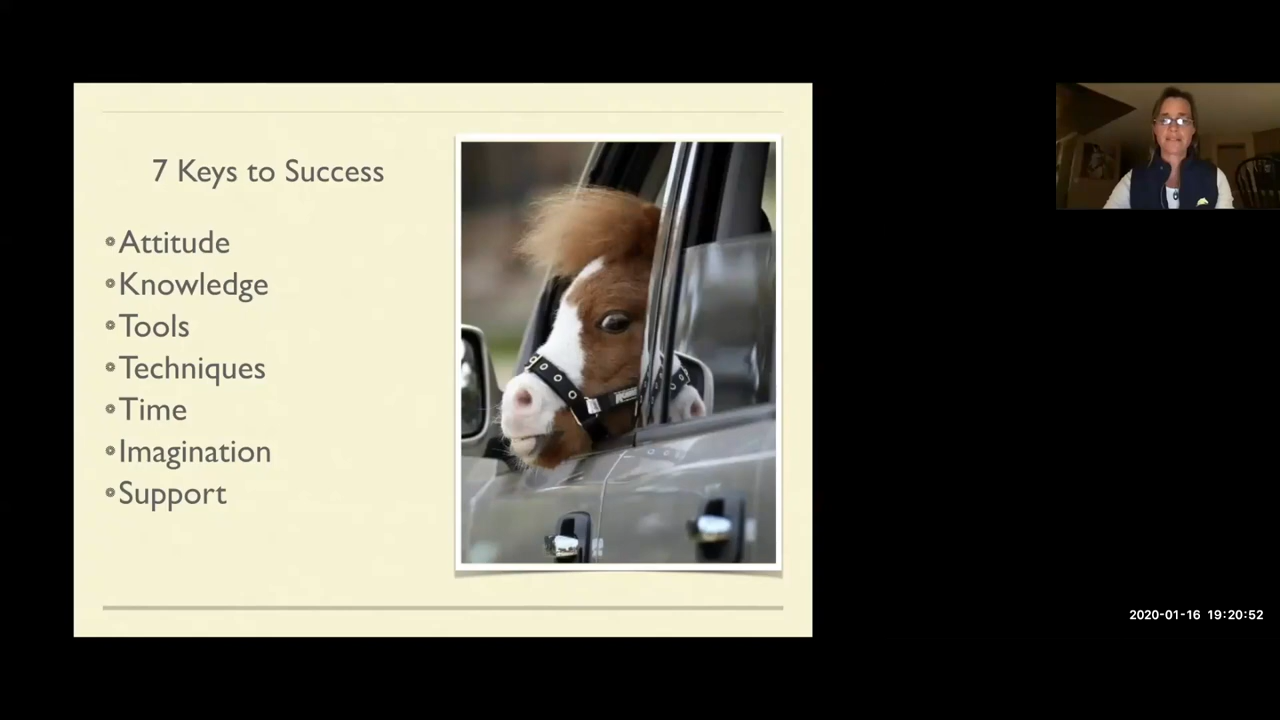 7 Keys to Success
Attitude
Knowledge
Tools
Techniques
Time
Imagination
Support
2020-01-16 19:20:52